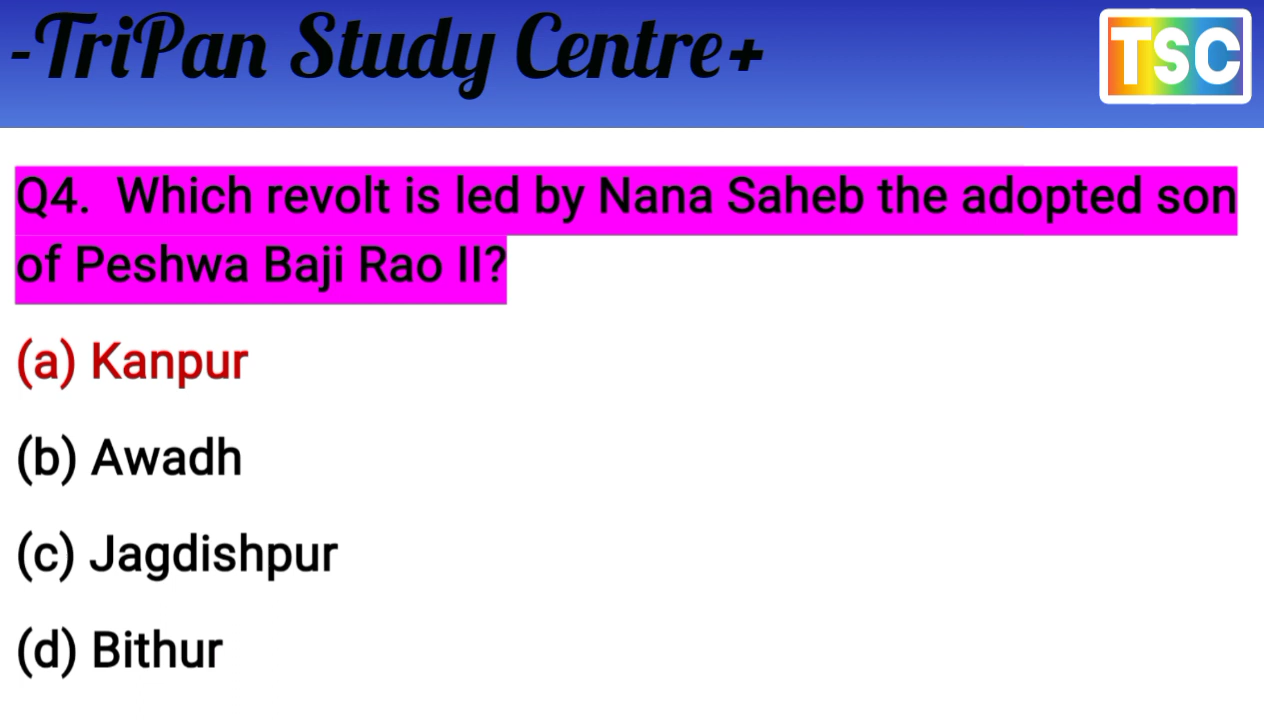 -TriPan Study Centre+
TSC
Q4. Which revolt is led by Nana Saheb the adopted son
of Peshwa Baji Rao II?
(a) Kanpur
(b) Awadh
(c) Jagdishpur
(d) Bithur